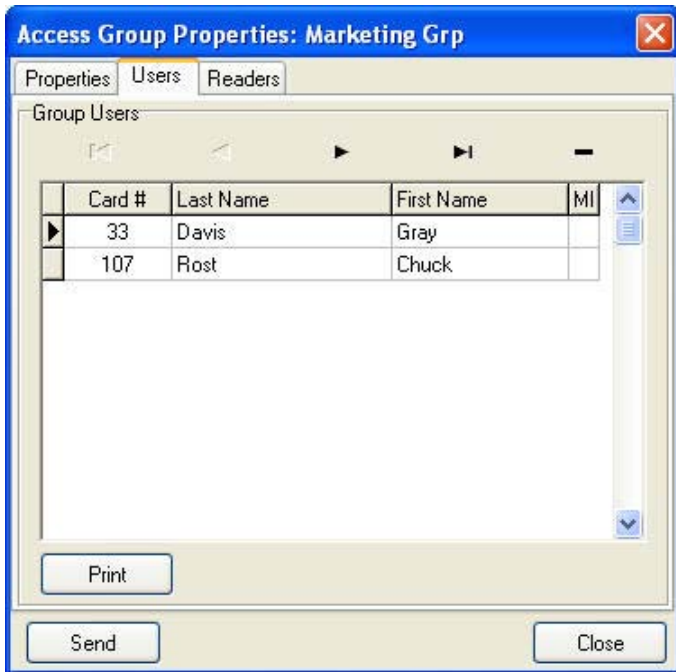 Access Group Properties: Marketing Grp
Properties Users Readers
Group Users
Card # Last Name First Name MI
33 Davis Gray
107 Rost Chuck
Print
Send Close